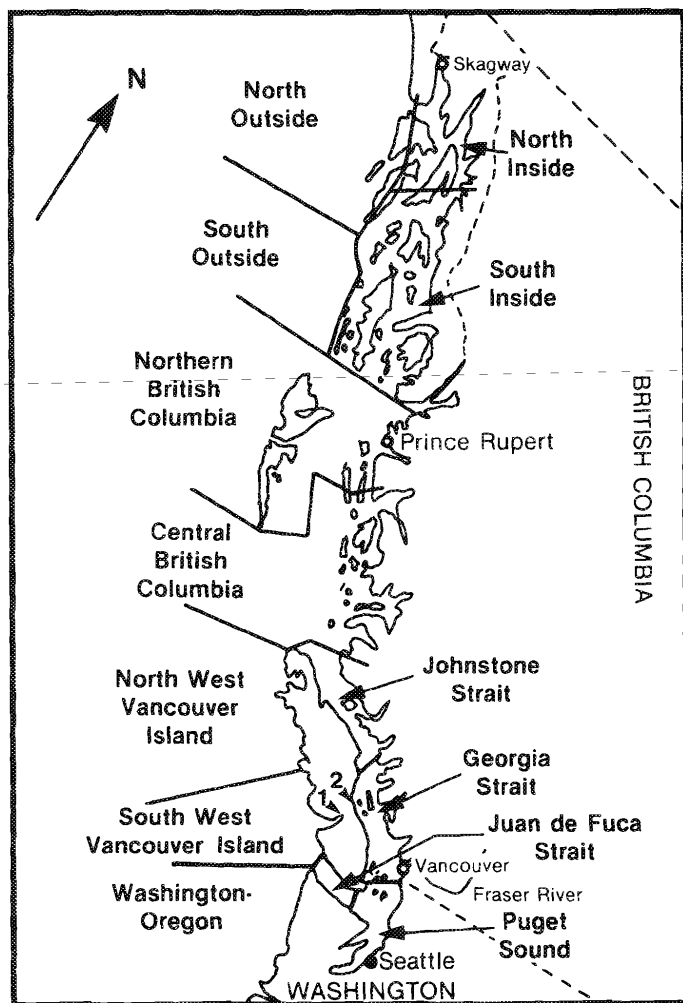 Skagway
N
North
Outside
North
Inside
South
Outside
South
Inside
Northern
British
Columbia
BRITISH COLUMBIA
Prince Rupert
Central
British
Columbia
North West
Vancouver
Island
Johnstone
Strait
Georgia
Strait
2
1
South West
Vancouver Island
Juan de Fuca
Strait
Vancouver
Washington-
Oregon
Fraser River
Puget
Sound
Seattle
WASHINGTON